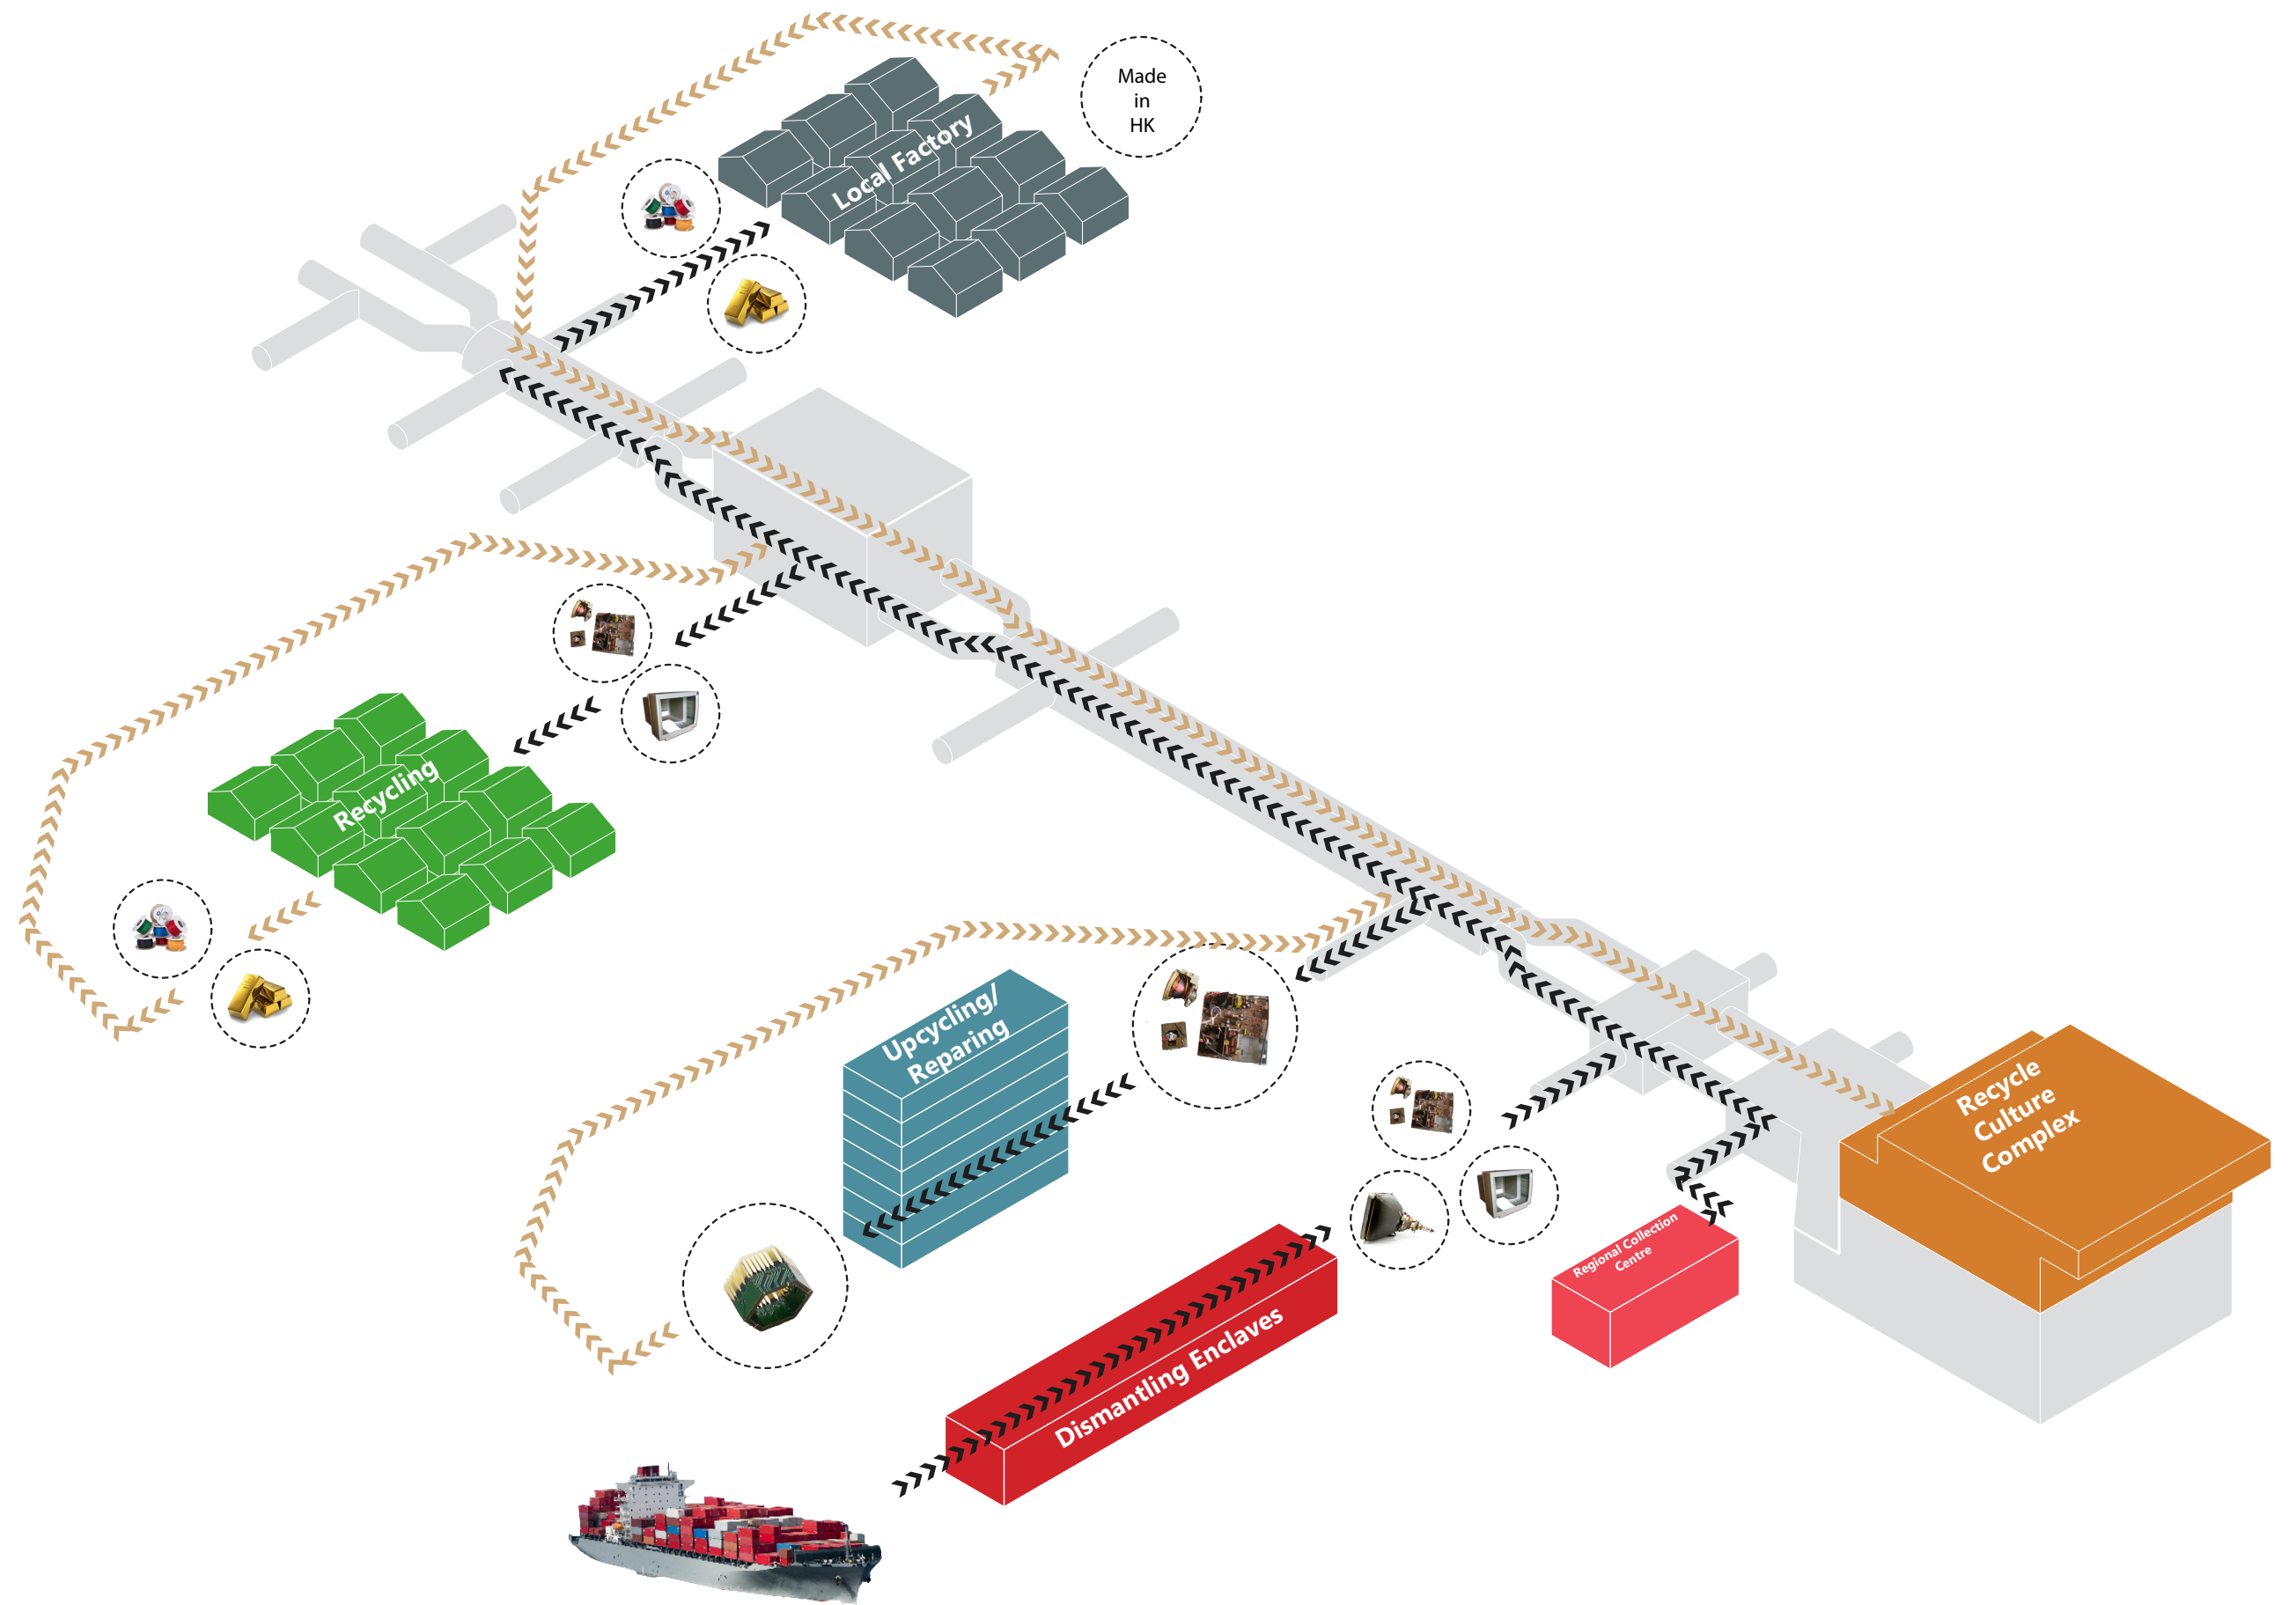 Made
in
HK
Local Factory
Recycling
Upcycling/
Reparing
Recycle
Culture
Complex
Regional Collection
Centre
Dismantling Enclaves